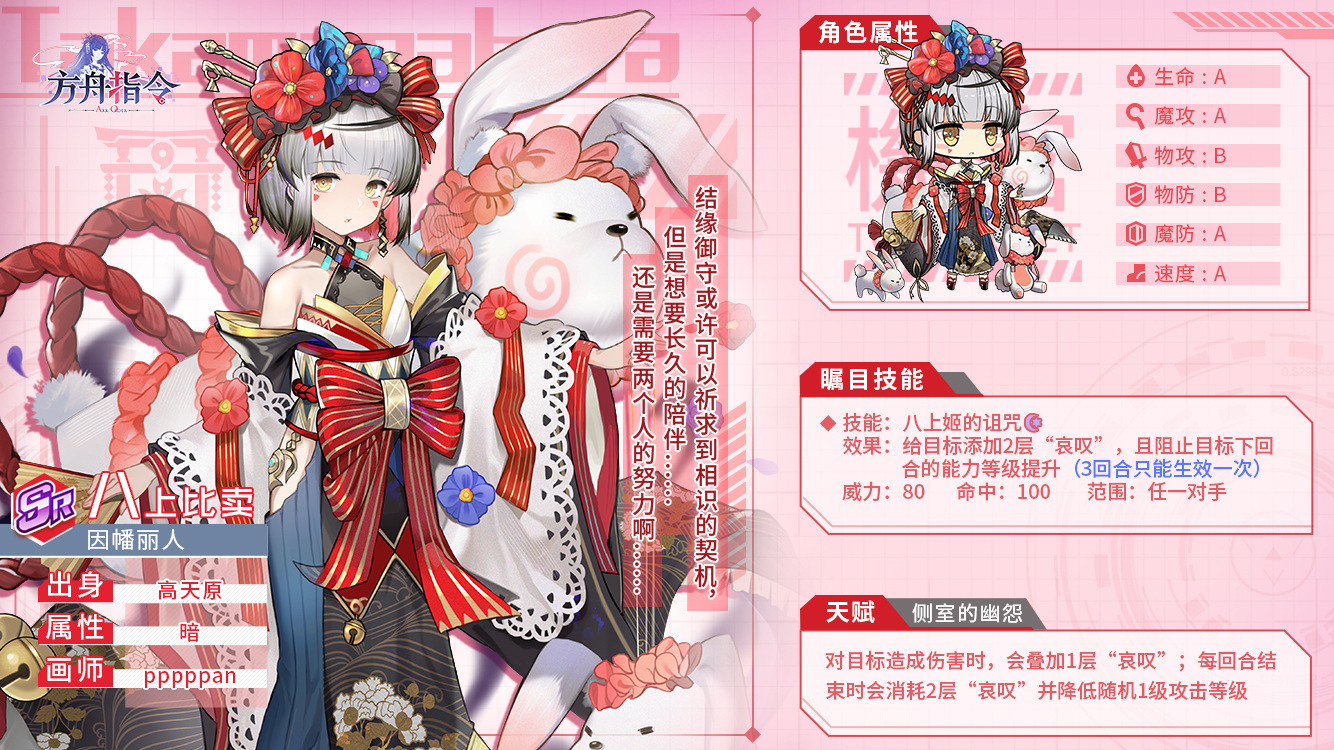 Takamagahara
方舟指令
Ark Order
结缘御守或许可以祈求到相识的契机，
但是想要长久的陪伴……
还是需要两个人的努力啊……
SR
八上比卖
因幡丽人
出身 高天原
属性 暗
画师 pppppan
角色属性
生命：A
魔攻：A
物攻：B
物防：B
魔防：A
速度：A
瞩目技能
技能：八上姬的诅咒
效果：给目标添加2层“哀叹”，且阻止目标下回
合的能力等级提升（3回合只能生效一次）
威力：80 命中：100 范围：任一对手
天赋 侧室的幽怨
对目标造成伤害时，会叠加1层“哀叹”；每回合结
束时会消耗2层“哀叹”并降低随机1级攻击等级